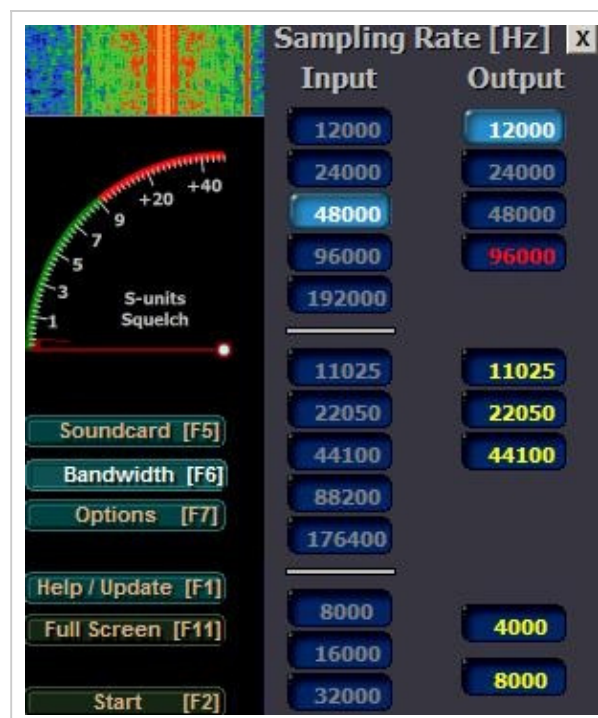 Sampling Rate [Hz] X
Input Output
12000 12000
24000 24000
48000 48000
96000 96000
192000
11025 11025
22050 22050
44100 44100
88200
176400
8000 4000
16000 8000
32000
+40
+20
9
7
5
3
1
S-units
Squelch
Soundcard [F5]
Bandwidth [F6]
Options [F7]
Help / Update [F1]
Full Screen [F11]
Start [F2]